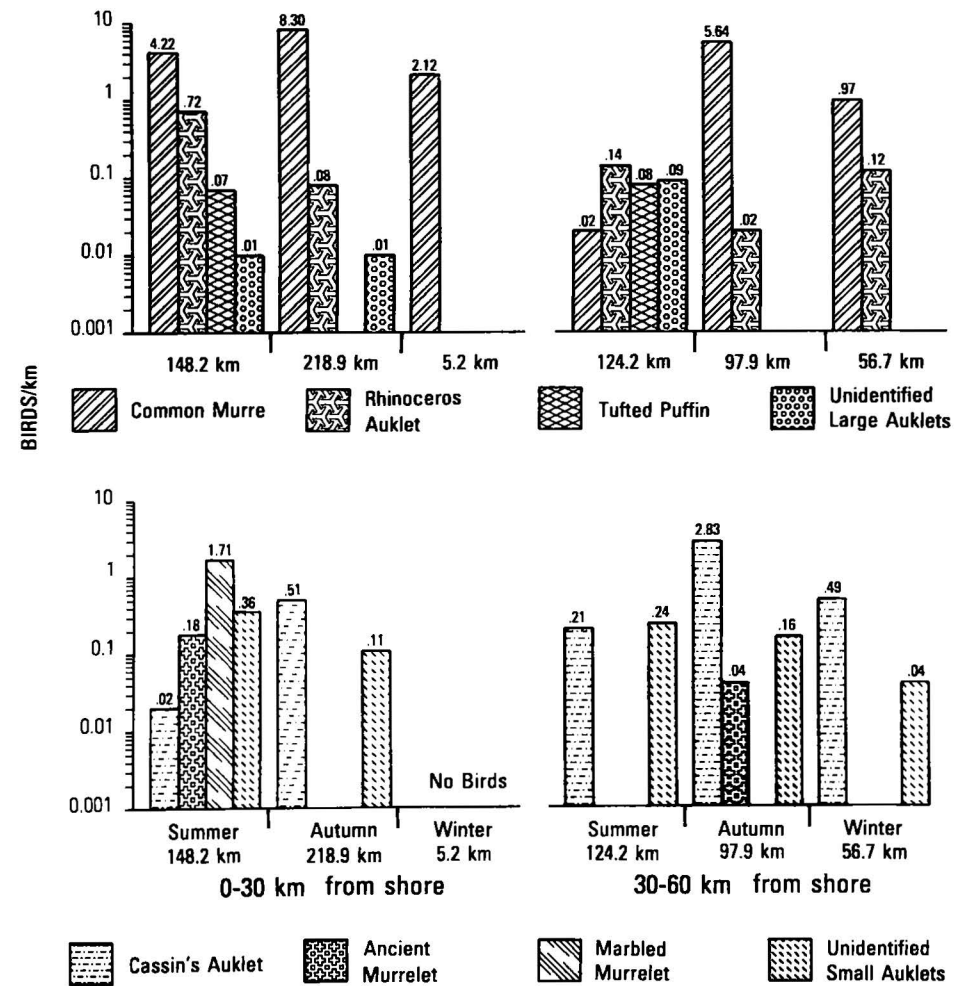 BIRDS/km
10
1
0.1
0.01
0.001
4.22
.72
.07
.01
8.30
.08
.01
2.12
148.2 km
218.9 km
5.2 km
.02
.14
.08
.09
5.64
.02
.97
.12
124.2 km
97.9 km
56.7 km
Common Murre
Rhinoceros
Auklet
Tufted Puffin
Unidentified
Large Auklets
10
1
0.1
0.01
0.001
.02
.18
1.71
.36
.51
.11
No Birds
Summer
148.2 km
Autumn
218.9 km
Winter
5.2 km
0-30 km from shore
.21
.24
2.83
.04
.16
.49
.04
Summer
124.2 km
Autumn
97.9 km
Winter
56.7 km
30-60 km from shore
Cassin's Auklet
Ancient
Murrelet
Marbled
Murrelet
Unidentified
Small Auklets